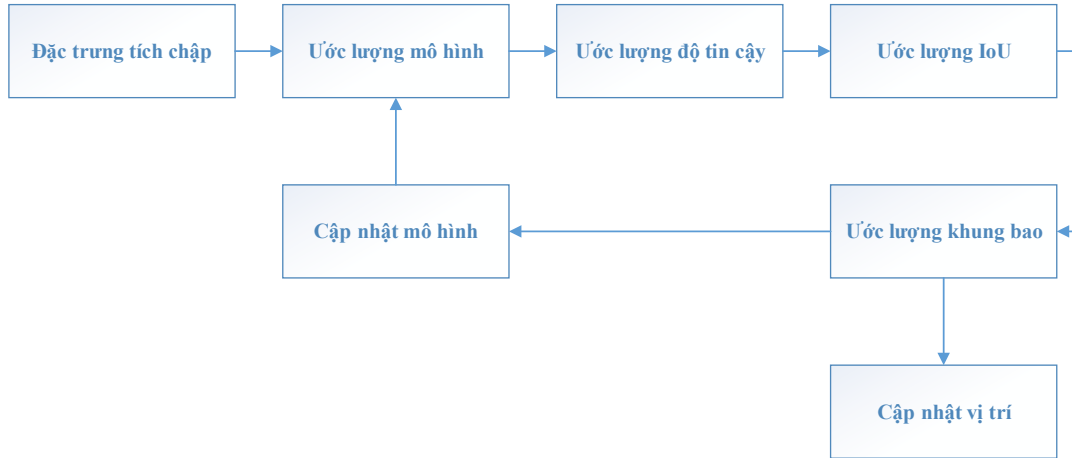 Đặc trưng tích chập
Ước lượng mô hình
Ước lượng độ tin cậy
Ước lượng IoU
Cập nhật mô hình
Ước lượng khung bao
Cập nhật vị trí